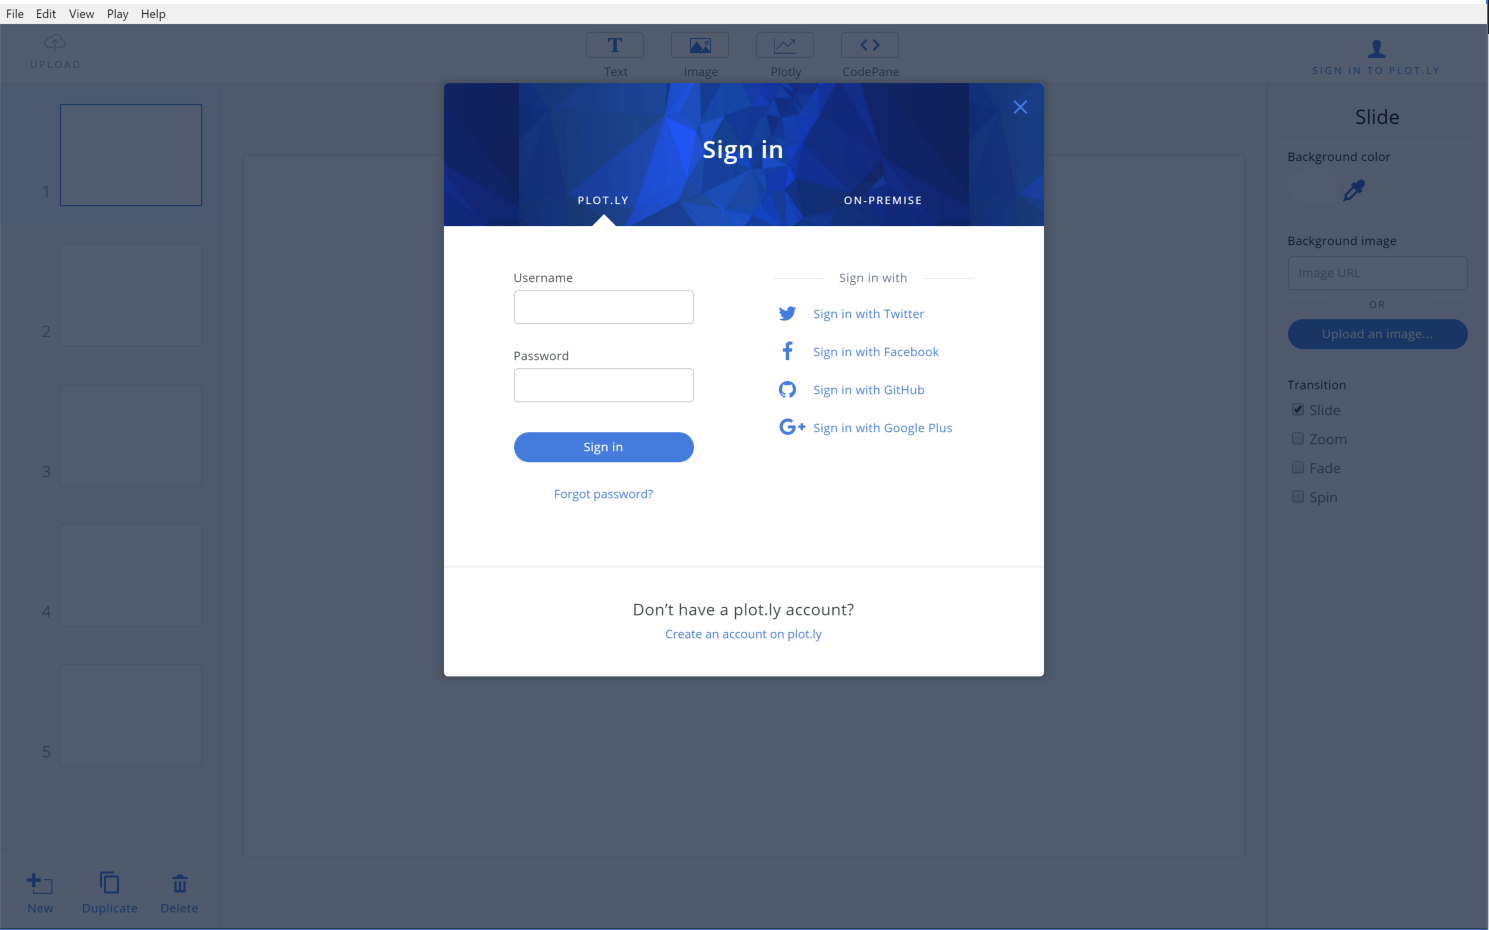 File Edit View Play Help
UPLOAD
Text Image Plotly CodePane
SIGN IN TO PLOT.LY
1
2
3
4
5
New Duplicate Delete
Sign in
PLOT.LY ON-PREMISE
Username
Password
Sign in
Forgot password?
Sign in with
Sign in with Twitter
Sign in with Facebook
Sign in with GitHub
Sign in with Google Plus
Don't have a plot.ly account?
Create an account on plot.ly
Slide
Background color
Background image
Image URL
OR
Upload an image...
Transition
Slide
Zoom
Fade
Spin